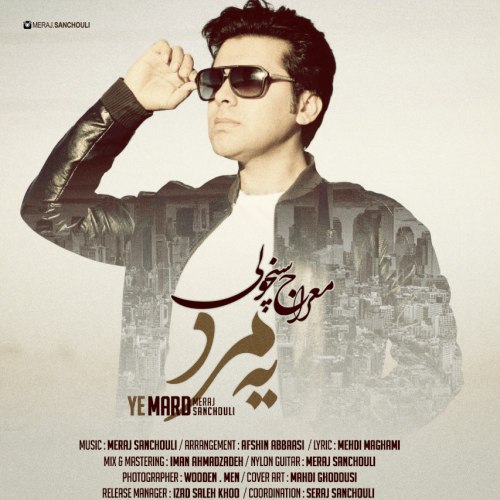 MERAJ.SANCHOULI
معراج سنچولی
یه مرد
YE MARD MERAJ SANCHOULI
MUSIC : MERAJ SANCHOULI / ARRANGEMENT : AFSHIN ABBASI / LYRIC : MEHDI MAGHAMI
MIX & MASTERING : IMAN AHMADZADEH / NYLON GUITAR : MERAJ SANCHOULI
PHOTOGRAPHER : WOODEN . MEN / COVER ART : MAHDI GHODOUSI
RELEASE MANAGER : IZAD SALEH KHOO / COORDINATION : SERAJ SANCHOULI